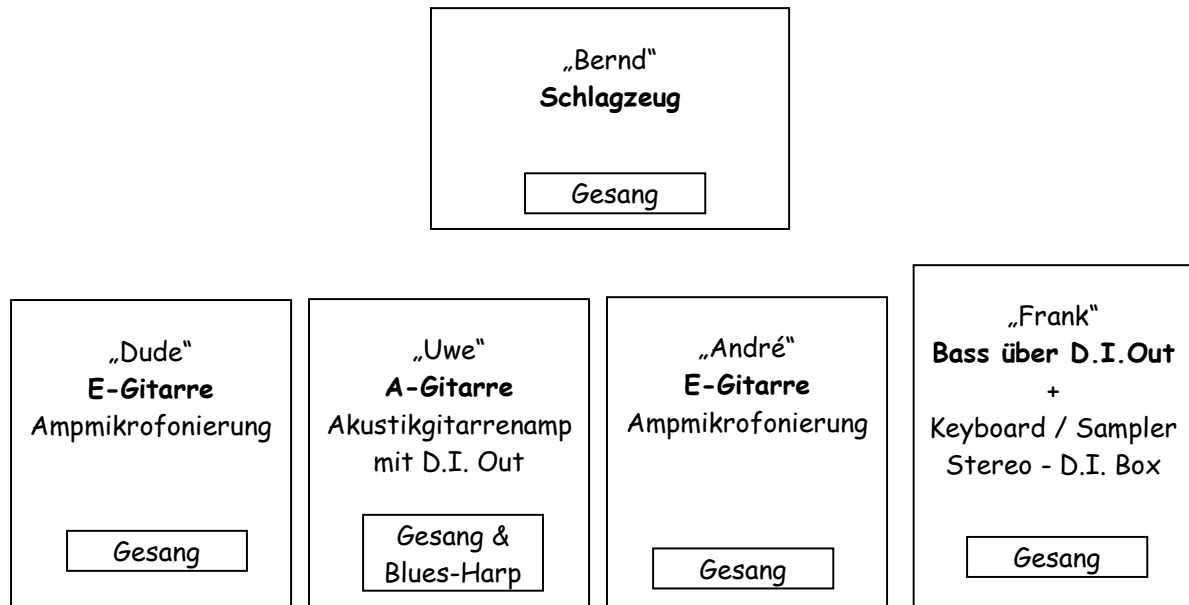 „Bernd“
Schlagzeug
Gesang
„Dude“
E-Gitarre
Ampmikrofonierung
Gesang
„Uwe“
A-Gitarre
Akustikgitarrenamp
mit D.I. Out
Gesang &
Blues-Harp
„André“
E-Gitarre
Ampmikrofonierung
Gesang
„Frank“
Bass über D.I.Out
+
Keyboard / Sampler
Stereo - D.I. Box
Gesang